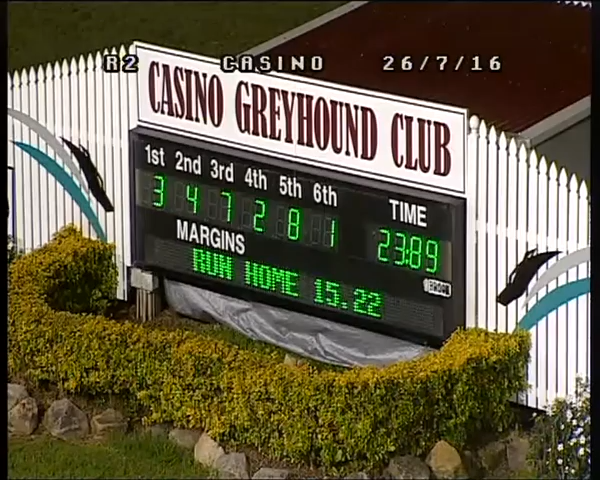 R2 CASINO 26/7/16
CASINO GREYHOUND CLUB
1st 2nd 3rd 4th 5th 6th TIME
3 4 7 2 8 1 23:89
MARGINS
RUN HOME 15.22